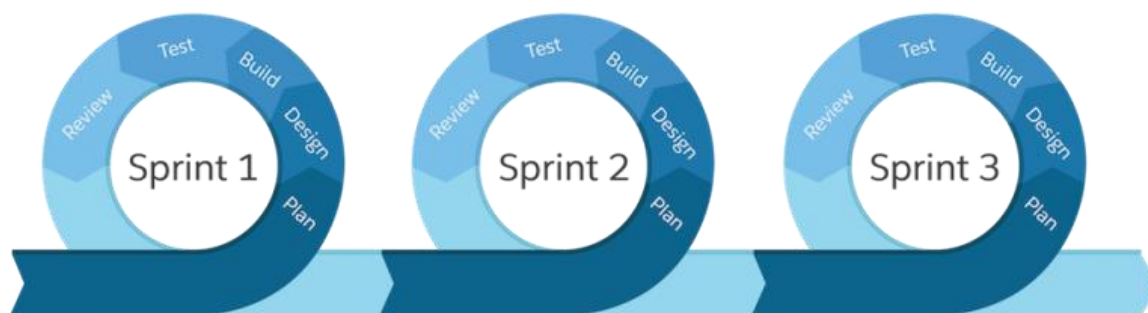 Plan
Design
Build
Test
Review
Sprint 1
Plan
Design
Build
Test
Review
Sprint 2
Plan
Design
Build
Test
Review
Sprint 3